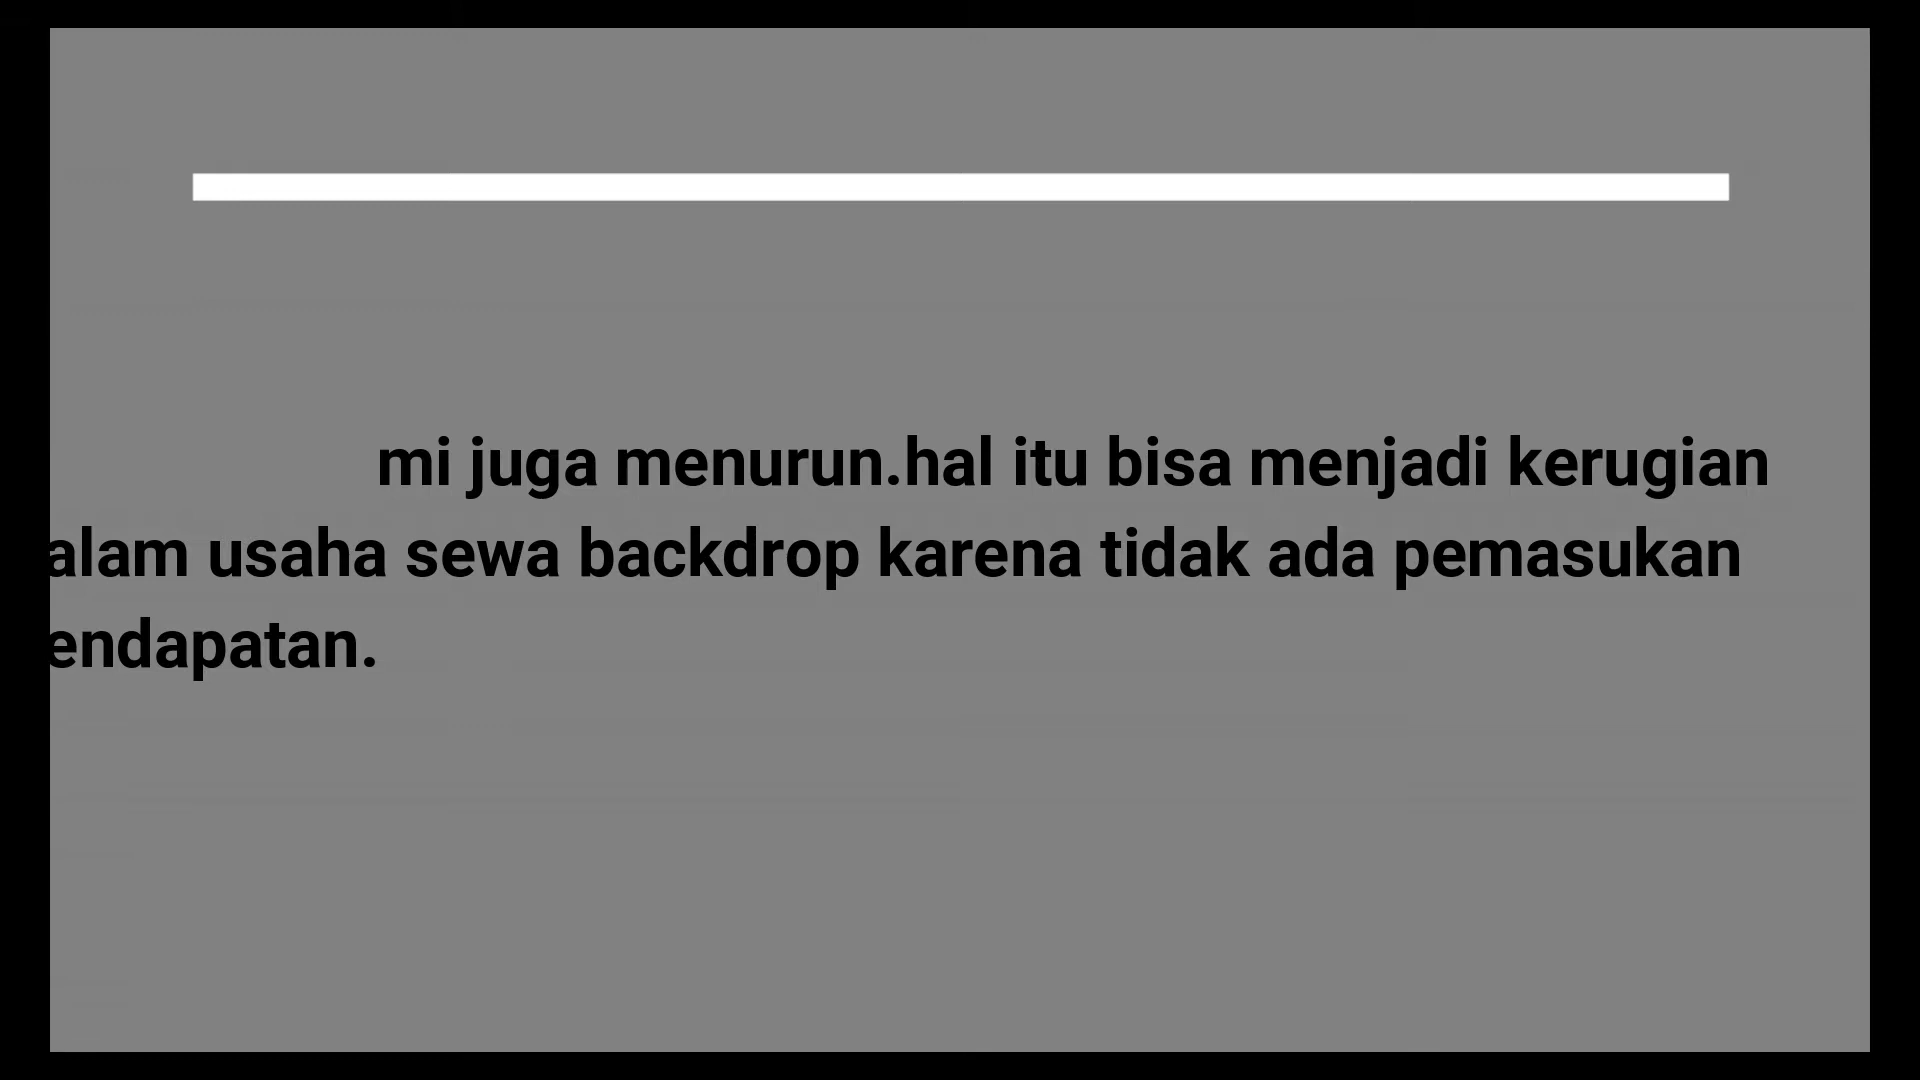 mi juga menurun.hal itu bisa menjadi kerugian
alam usaha sewa backdrop karena tidak ada pemasukan
endapatan.